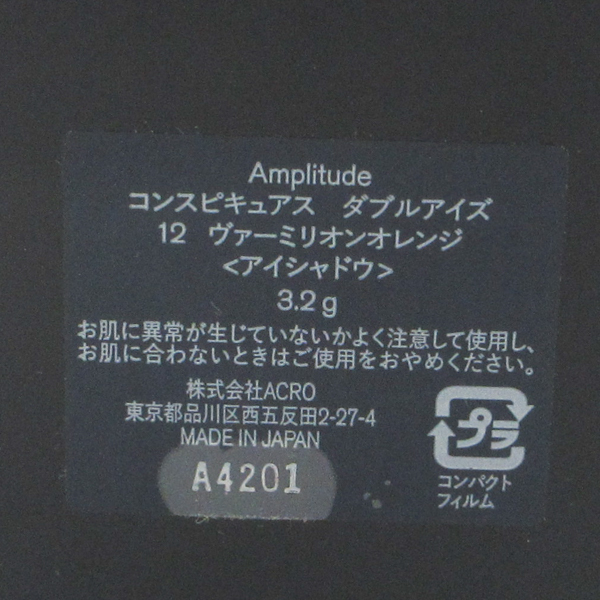 Amplitude
コンスピキュアス　ダブルアイズ
12　ヴァーミリオンオレンジ
<アイシャドウ>
3.2 g
お肌に異常が生じていないかよく注意して使用し、
お肌に合わないときはご使用をおやめください。
株式会社ACRO
東京都品川区西五反田2-27-4
MADE IN JAPAN
A4201
プラ
コンパクト
フィルム